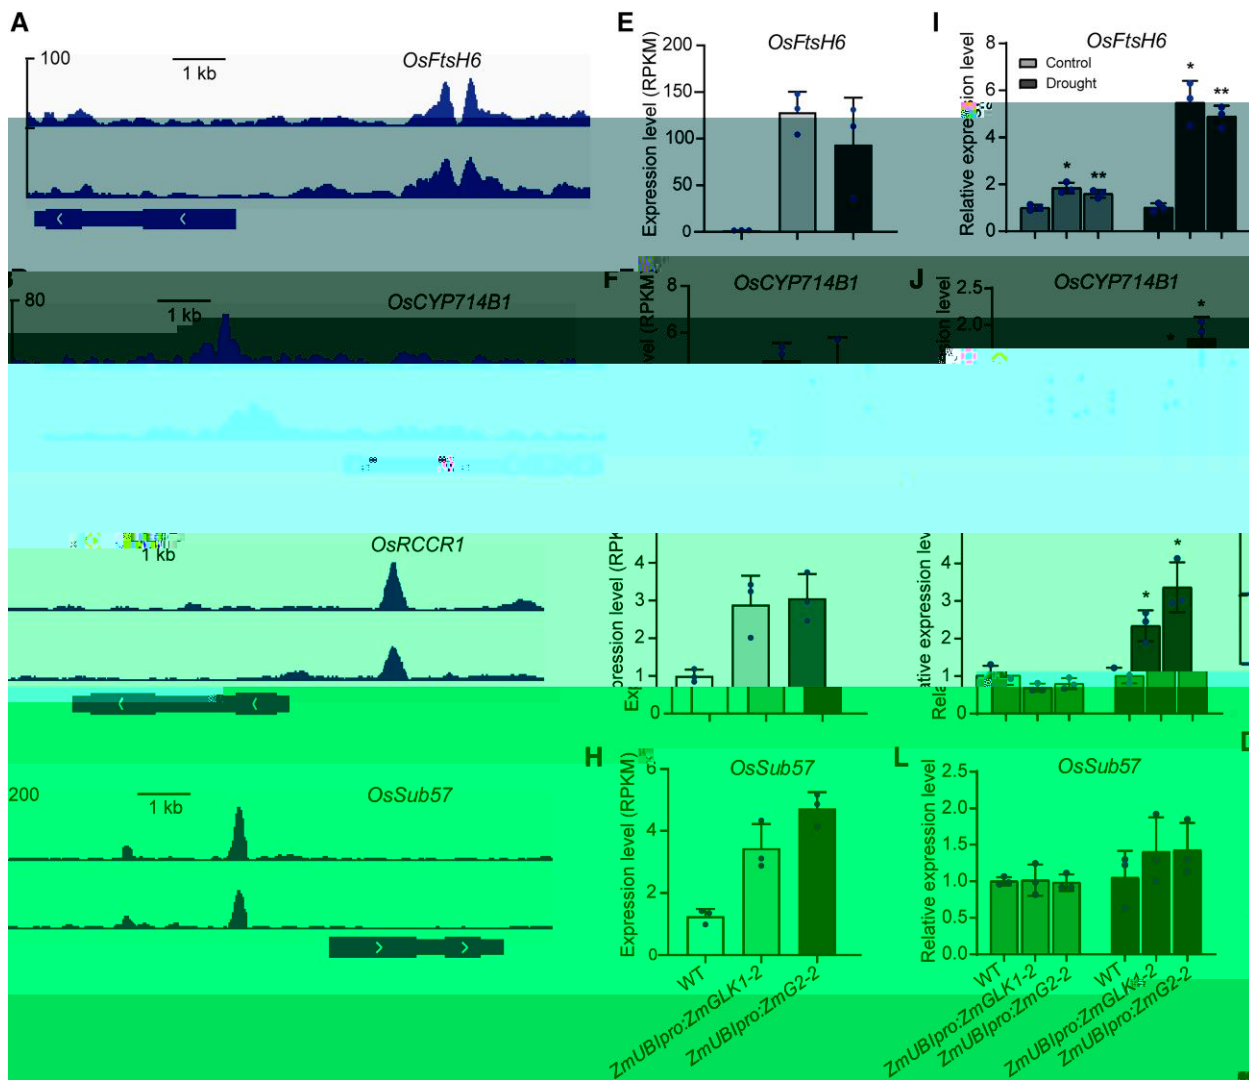 A
100
1 kb
OsFtsH6
E
OsFtsH6
Expression level (RPKM)
200
150
100
50
0
I
OsFtsH6
Control
Drought
Relative expression level
8
6
4
2
0
*
**
*
**
80
1 kb
OsCYP714B1
F
OsCYP714B1
(RPKM)
8
6
J
OsCYP714B1
level
2.5
2.0
*
*
1 kb
OsRCCR1
4
3
2
1
0
4
3
2
1
0
*
*
200
1 kb
OsSub57
H
OsSub57
Expression level (RPKM)
6
4
2
0
WT
ZmUBIpro:ZmGLK1-2
ZmUBIpro:ZmG2-2
L
OsSub57
Relative expression level
2.5
2.0
1.5
1.0
0.5
0.0
WT
ZmUBIpro:ZmGLK1-2
ZmUBIpro:ZmG2-2
WT
ZmUBIpro:ZmGLK1-2
ZmUBIpro:ZmG2-2